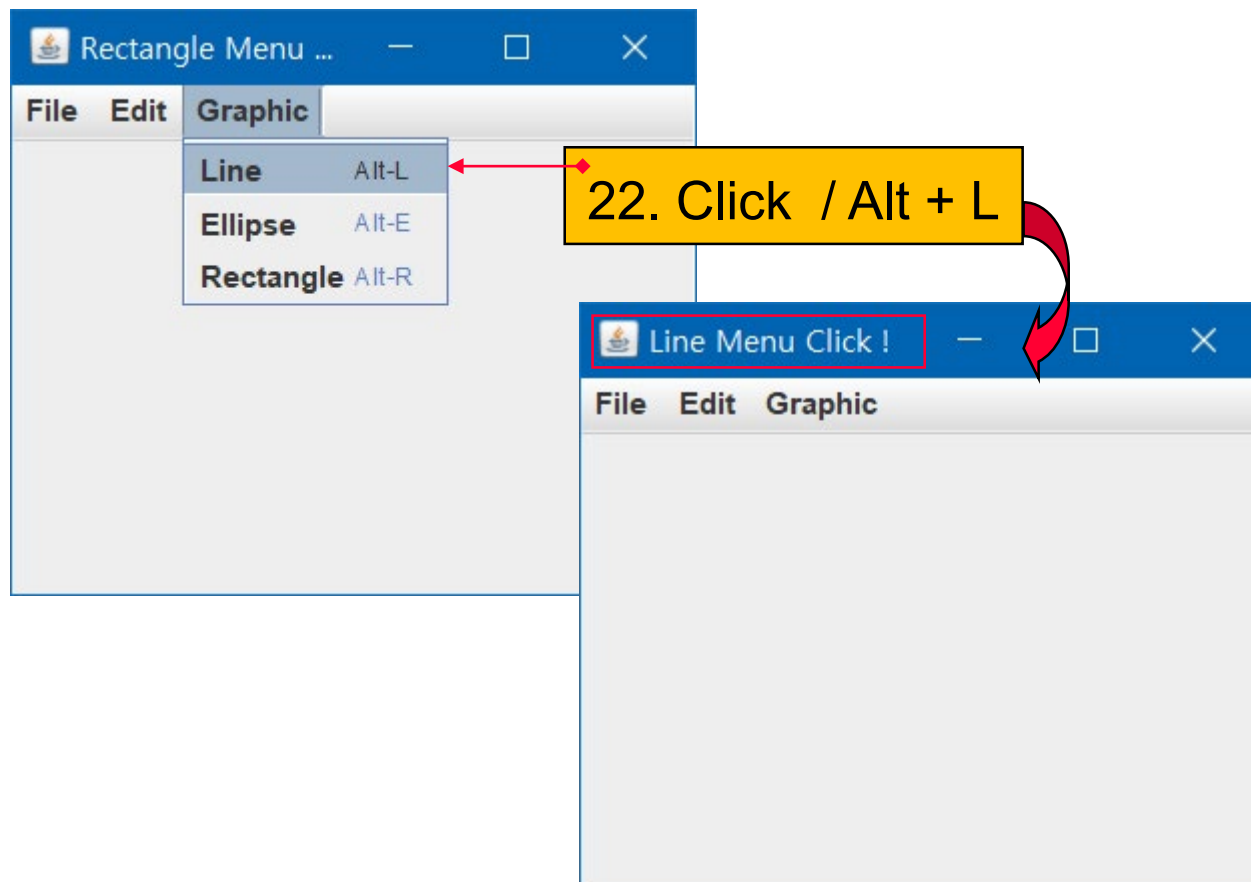 Rectangle Menu ...
File Edit Graphic
Line Alt-L
Ellipse Alt-E
Rectangle Alt-R
22. Click / Alt + L
Line Menu Click !
File Edit Graphic